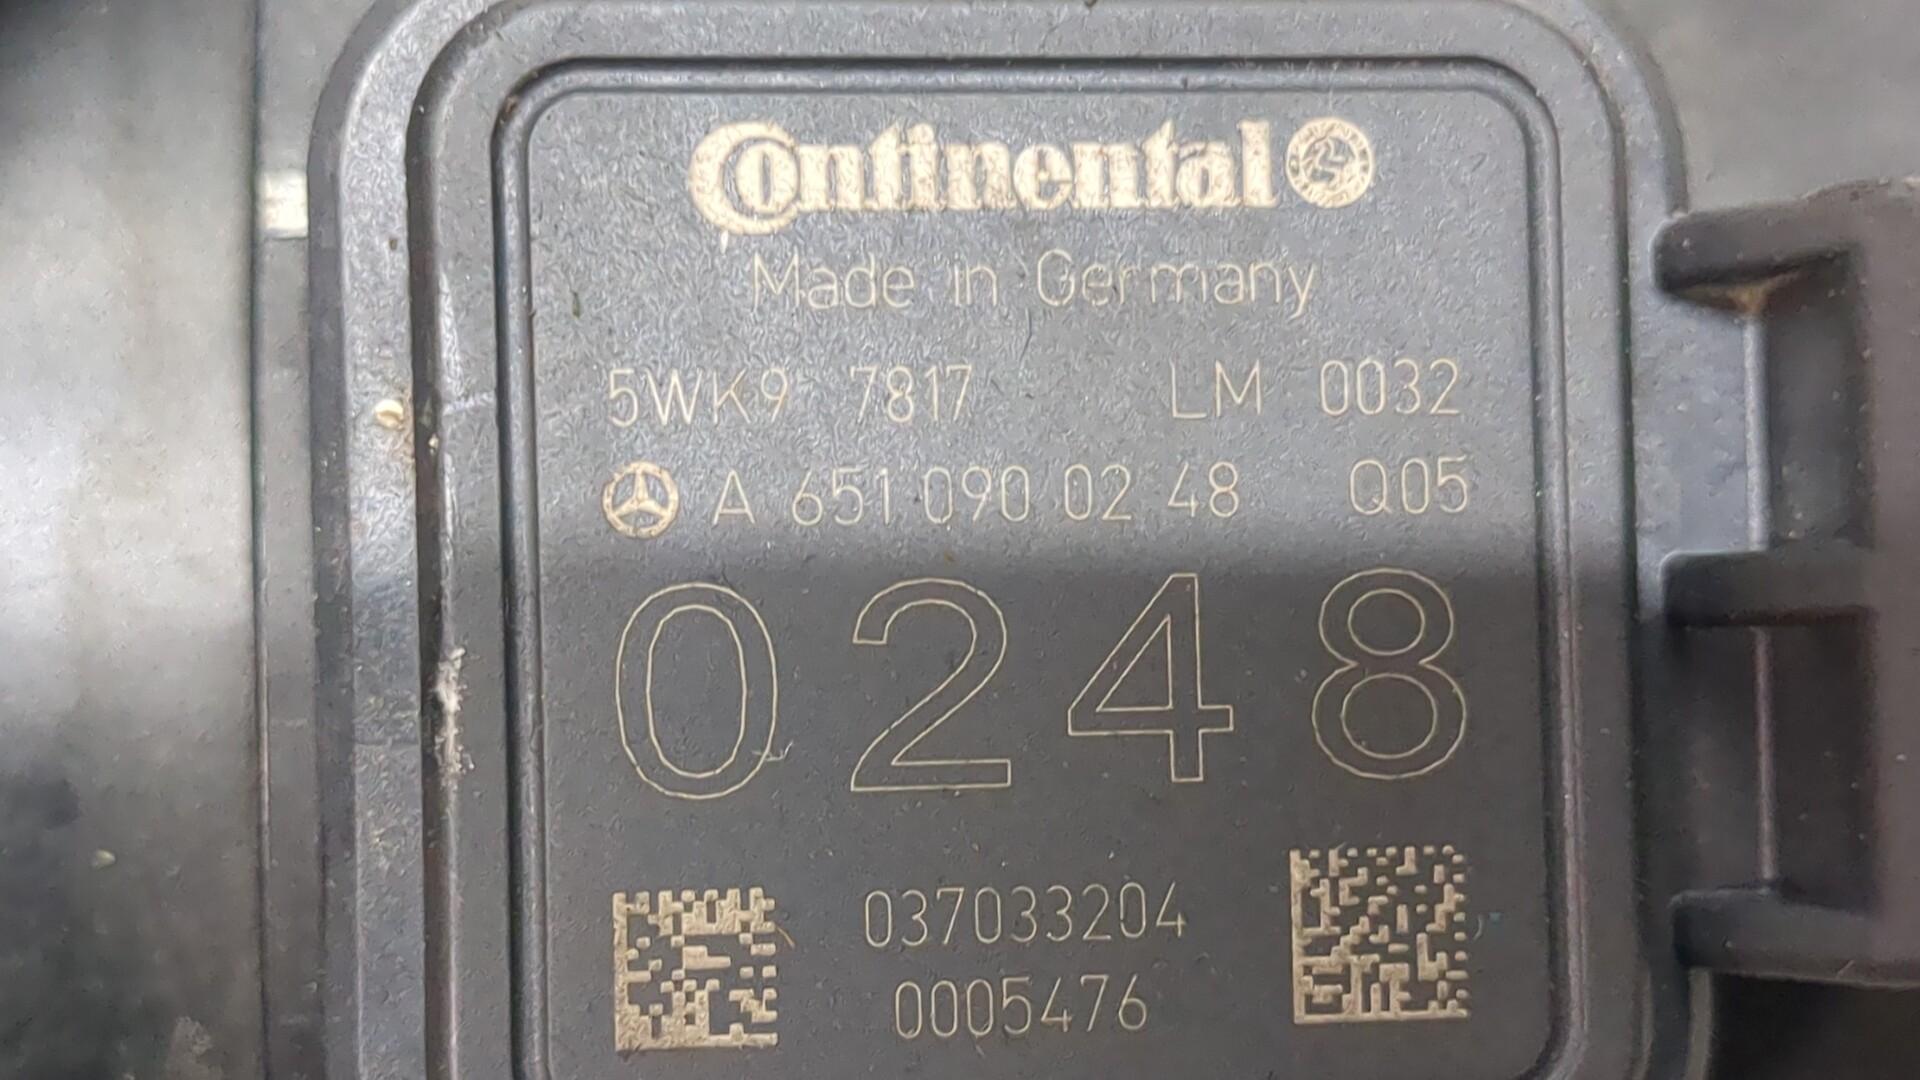 Continental
Made in Germany
5WK9 7817 LM 0032
A 651 090 02 48 Q05
0248
037033204
0005476